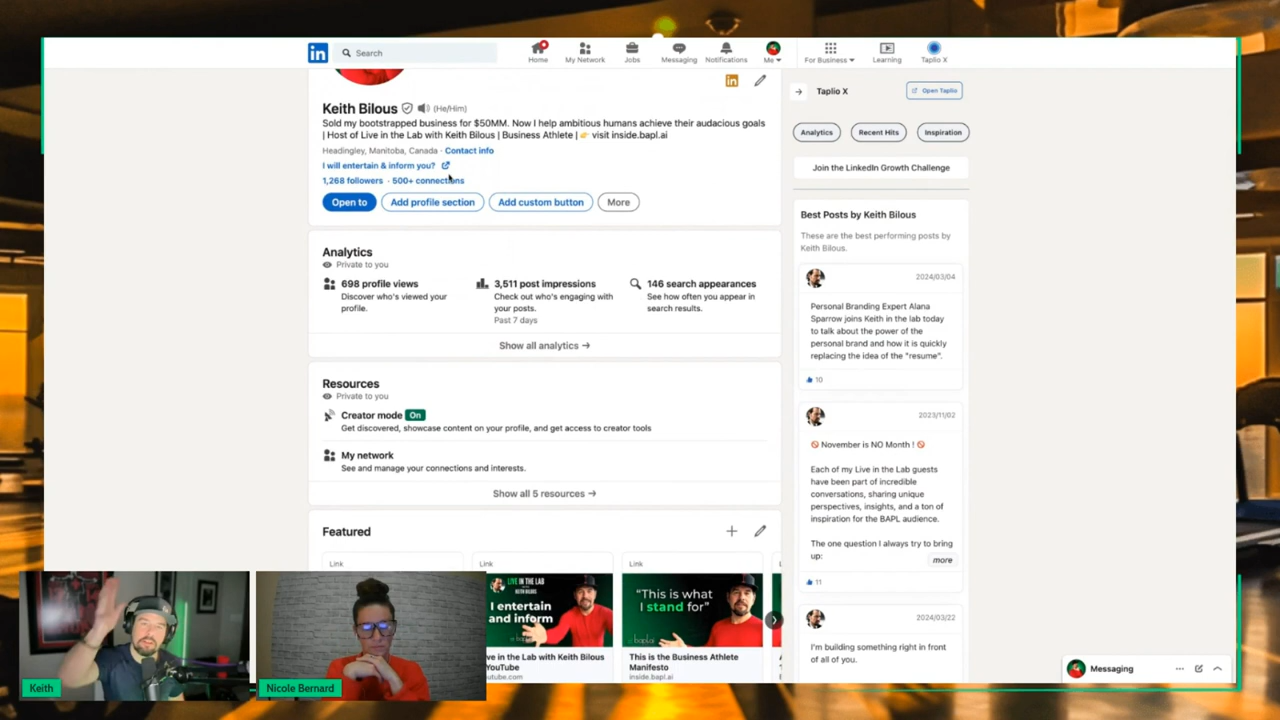 in
Search
Home
My Network
Jobs
Messaging
Notifications
Me
For Business
Learning
Taplio X
in
Keith Bilous (He/Him)
Sold my bootstrapped business for $50MM. Now I help ambitious humans achieve their audacious goals
| Host of Live in the Lab with Keith Bilous | Business Athlete | 👉 visit inside.bapl.ai
Headingley, Manitoba, Canada · Contact info
I will entertain & inform you?
1,268 followers · 500+ connections
Open to
Add profile section
Add custom button
More
Analytics
Private to you
698 profile views
Discover who's viewed your
profile.
3,511 post impressions
Check out who's engaging with
your posts.
Past 7 days
146 search appearances
See how often you appear in
search results.
Show all analytics →
Resources
Private to you
Creator mode On
Get discovered, showcase content on your profile, and get access to creator tools
My network
See and manage your connections and interests.
Show all 5 resources →
Featured
Link
Link
LIVE IN THE LAB
KEITH BILOUS
I entertain
and inform
bapl.ai
ve in the Lab with Keith Bilous
YouTube
utube.com
Link
"This is what
I stand for"
bapl.ai
This is the Business Athlete
Manifesto
inside.bapl.ai
Taplio X
Open Taplio
Analytics
Recent Hits
Inspiration
Join the LinkedIn Growth Challenge
Best Posts by Keith Bilous
These are the best performing posts by
Keith Bilous.
2024/03/04
Personal Branding Expert Alana
Sparrow joins Keith in the lab today
to talk about the power of the
personal brand and how it is quickly
replacing the idea of the "resume".
10
2023/11/02
🚫 November is NO Month ! 🚫
Each of my Live in the Lab guests
have been part of incredible
conversations, sharing unique
perspectives, insights, and a ton of
inspiration for the BAPL audience.
The one question I always try to bring
up:
more
11
2024/03/22
I'm building something right in front
of all of you.
Messaging
Keith
Nicole Bernard